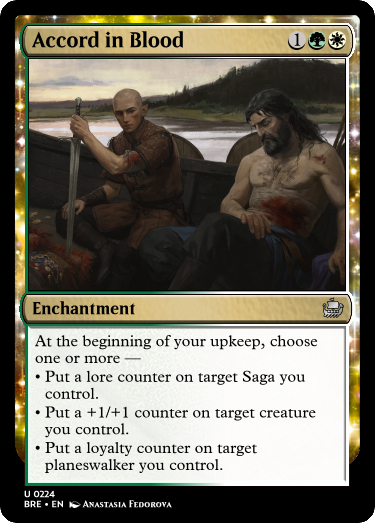 Accord in Blood 1
Enchantment
At the beginning of your upkeep, choose
one or more —
• Put a lore counter on target Saga you
control.
• Put a +1/+1 counter on target creature
you control.
• Put a loyalty counter on target
planeswalker you control.
U 0224
BRE • EN Anastasia Fedorova